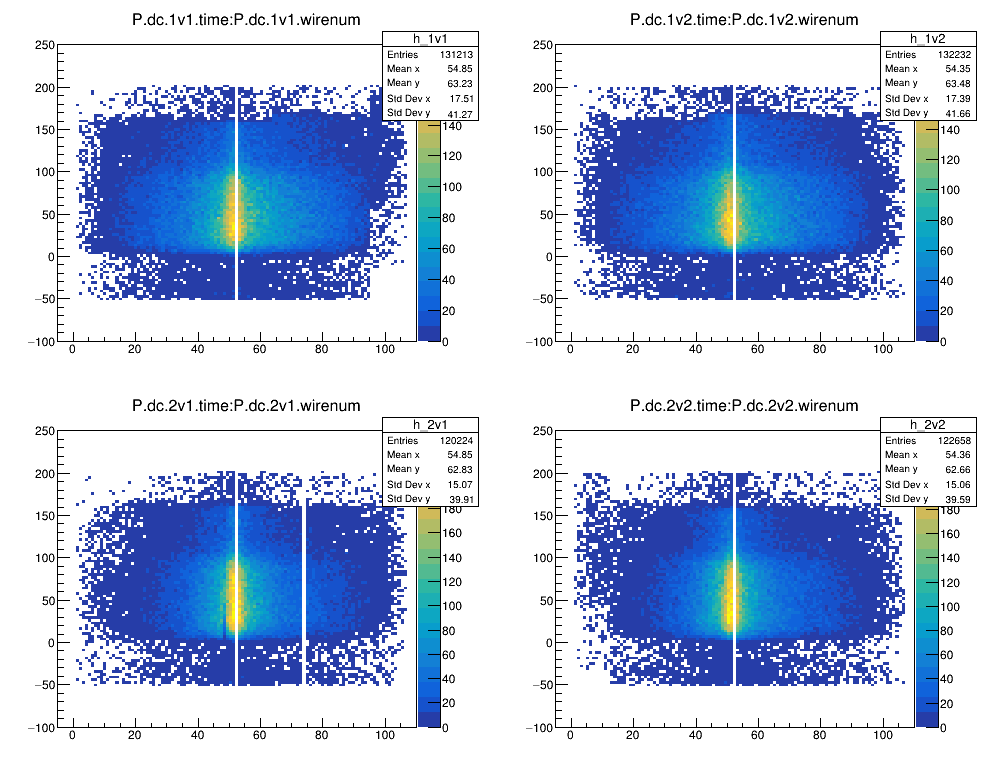 P.dc.1v1.time:P.dc.1v1.wirenum
h_1v1
Entries 131213
Mean x 54.85
Mean y 63.23
Std Dev x 17.51
Std Dev y 41.27
250
200
150
100
50
0
−50
−100
0 20 40 60 80 100
140
120
100
80
60
40
20
0
P.dc.1v2.time:P.dc.1v2.wirenum
h_1v2
Entries 132232
Mean x 54.35
Mean y 63.48
Std Dev x 17.39
Std Dev y 41.66
250
200
150
100
50
0
−50
−100
0 20 40 60 80 100
140
120
100
80
60
40
20
0
P.dc.2v1.time:P.dc.2v1.wirenum
h_2v1
Entries 120224
Mean x 54.85
Mean y 62.83
Std Dev x 15.07
Std Dev y 39.91
250
200
150
100
50
0
−50
−100
0 20 40 60 80 100
180
160
140
120
100
80
60
40
20
0
P.dc.2v2.time:P.dc.2v2.wirenum
h_2v2
Entries 122658
Mean x 54.36
Mean y 62.66
Std Dev x 15.06
Std Dev y 39.59
250
200
150
100
50
0
−50
−100
0 20 40 60 80 100
180
160
140
120
100
80
60
40
20
0